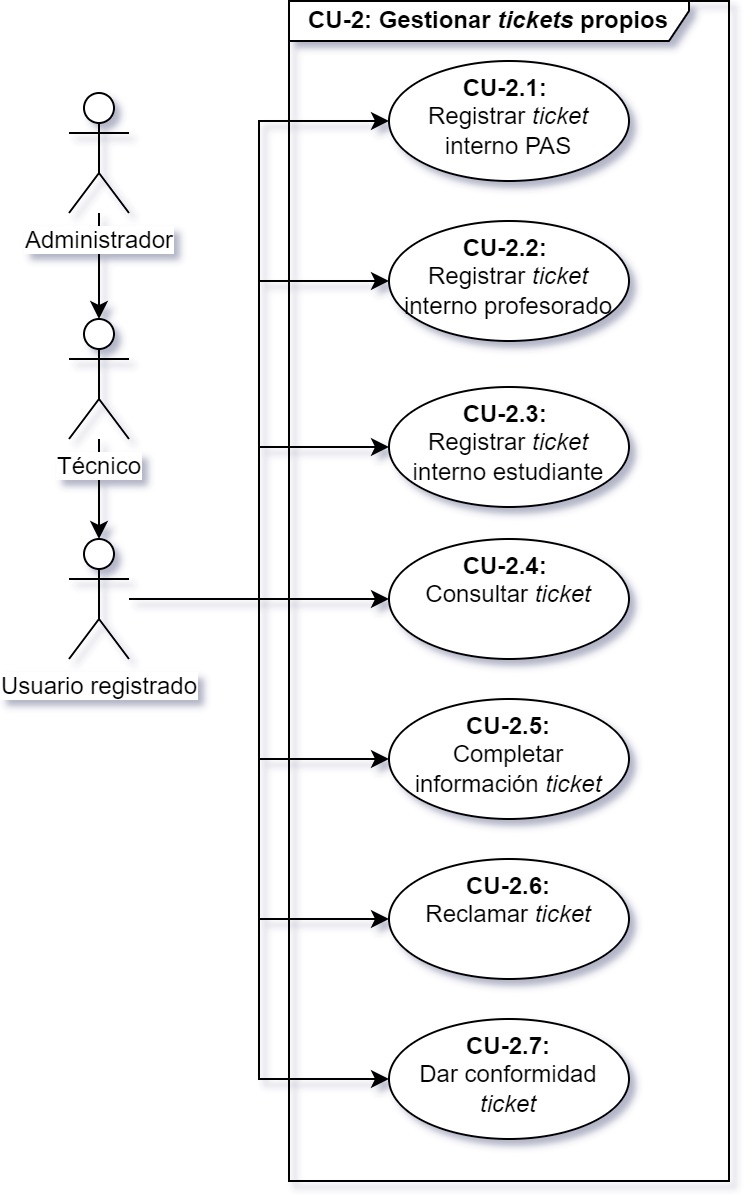 CU-2: Gestionar tickets propios
CU-2.1:
Registrar ticket
interno PAS
Administrador
CU-2.2:
Registrar ticket
interno profesorado
CU-2.3:
Registrar ticket
interno estudiante
Técnico
CU-2.4:
Consultar ticket
Usuario registrado
CU-2.5:
Completar
información ticket
CU-2.6:
Reclamar ticket
CU-2.7:
Dar conformidad
ticket